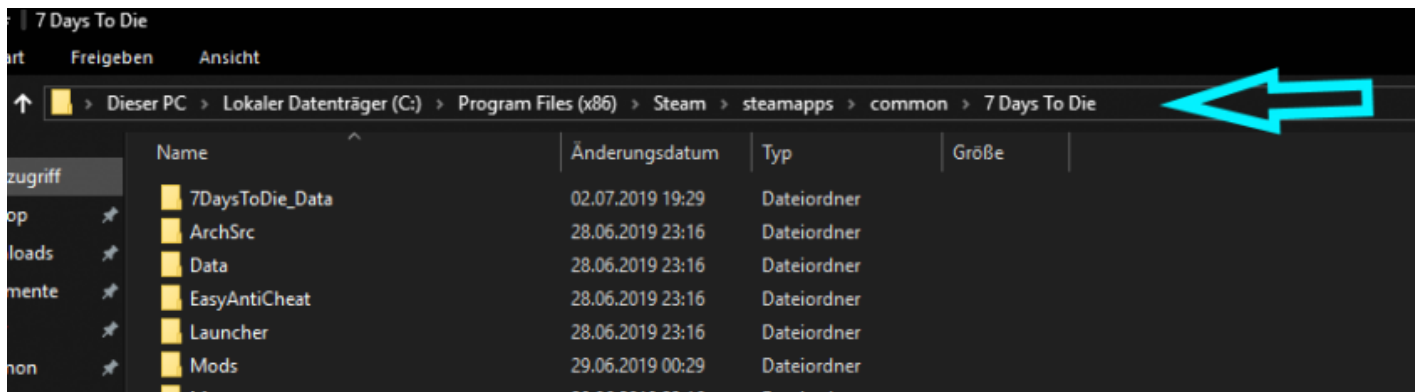 7 Days To Die
art Freigeben Ansicht
Dieser PC > Lokaler Datenträger (C:) > Program Files (x86) > Steam > steamapps > common > 7 Days To Die
Name Änderungsdatum Typ Größe
zugriff
7DaysToDie_Data 02.07.2019 19:29 Dateiordner
op
ArchSrc 28.06.2019 23:16 Dateiordner
loads
Data 28.06.2019 23:16 Dateiordner
mente
EasyAntiCheat 28.06.2019 23:16 Dateiordner
Launcher 28.06.2019 23:16 Dateiordner
non
Mods 29.06.2019 00:29 Dateiordner